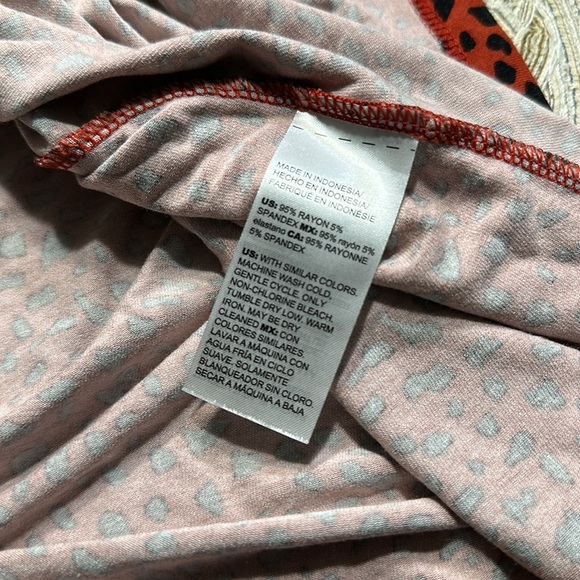 MADE IN INDONESIA/
HECHO EN INDONESIA/
FABRIQUÉ EN INDONÉSIE
US: 95% RAYON 5%
SPANDEX MX: 95% rayón 5%
elastano CA: 95% RAYONNE
5% SPANDEX
US: WITH SIMILAR COLORS.
MACHINE WASH COLD.
GENTLE CYCLE. ONLY
NON-CHLORINE BLEACH.
TUMBLE DRY LOW. WARM
IRON. MAY BE DRY
CLEANED MX: CON
COLORES SIMILARES.
LAVAR A MÁQUINA CON
AGUA FRÍA EN CICLO
SUAVE. SOLAMENTE
BLANQUEADOR SIN CLORO.
SECAR A MÁQUINA A BAJA